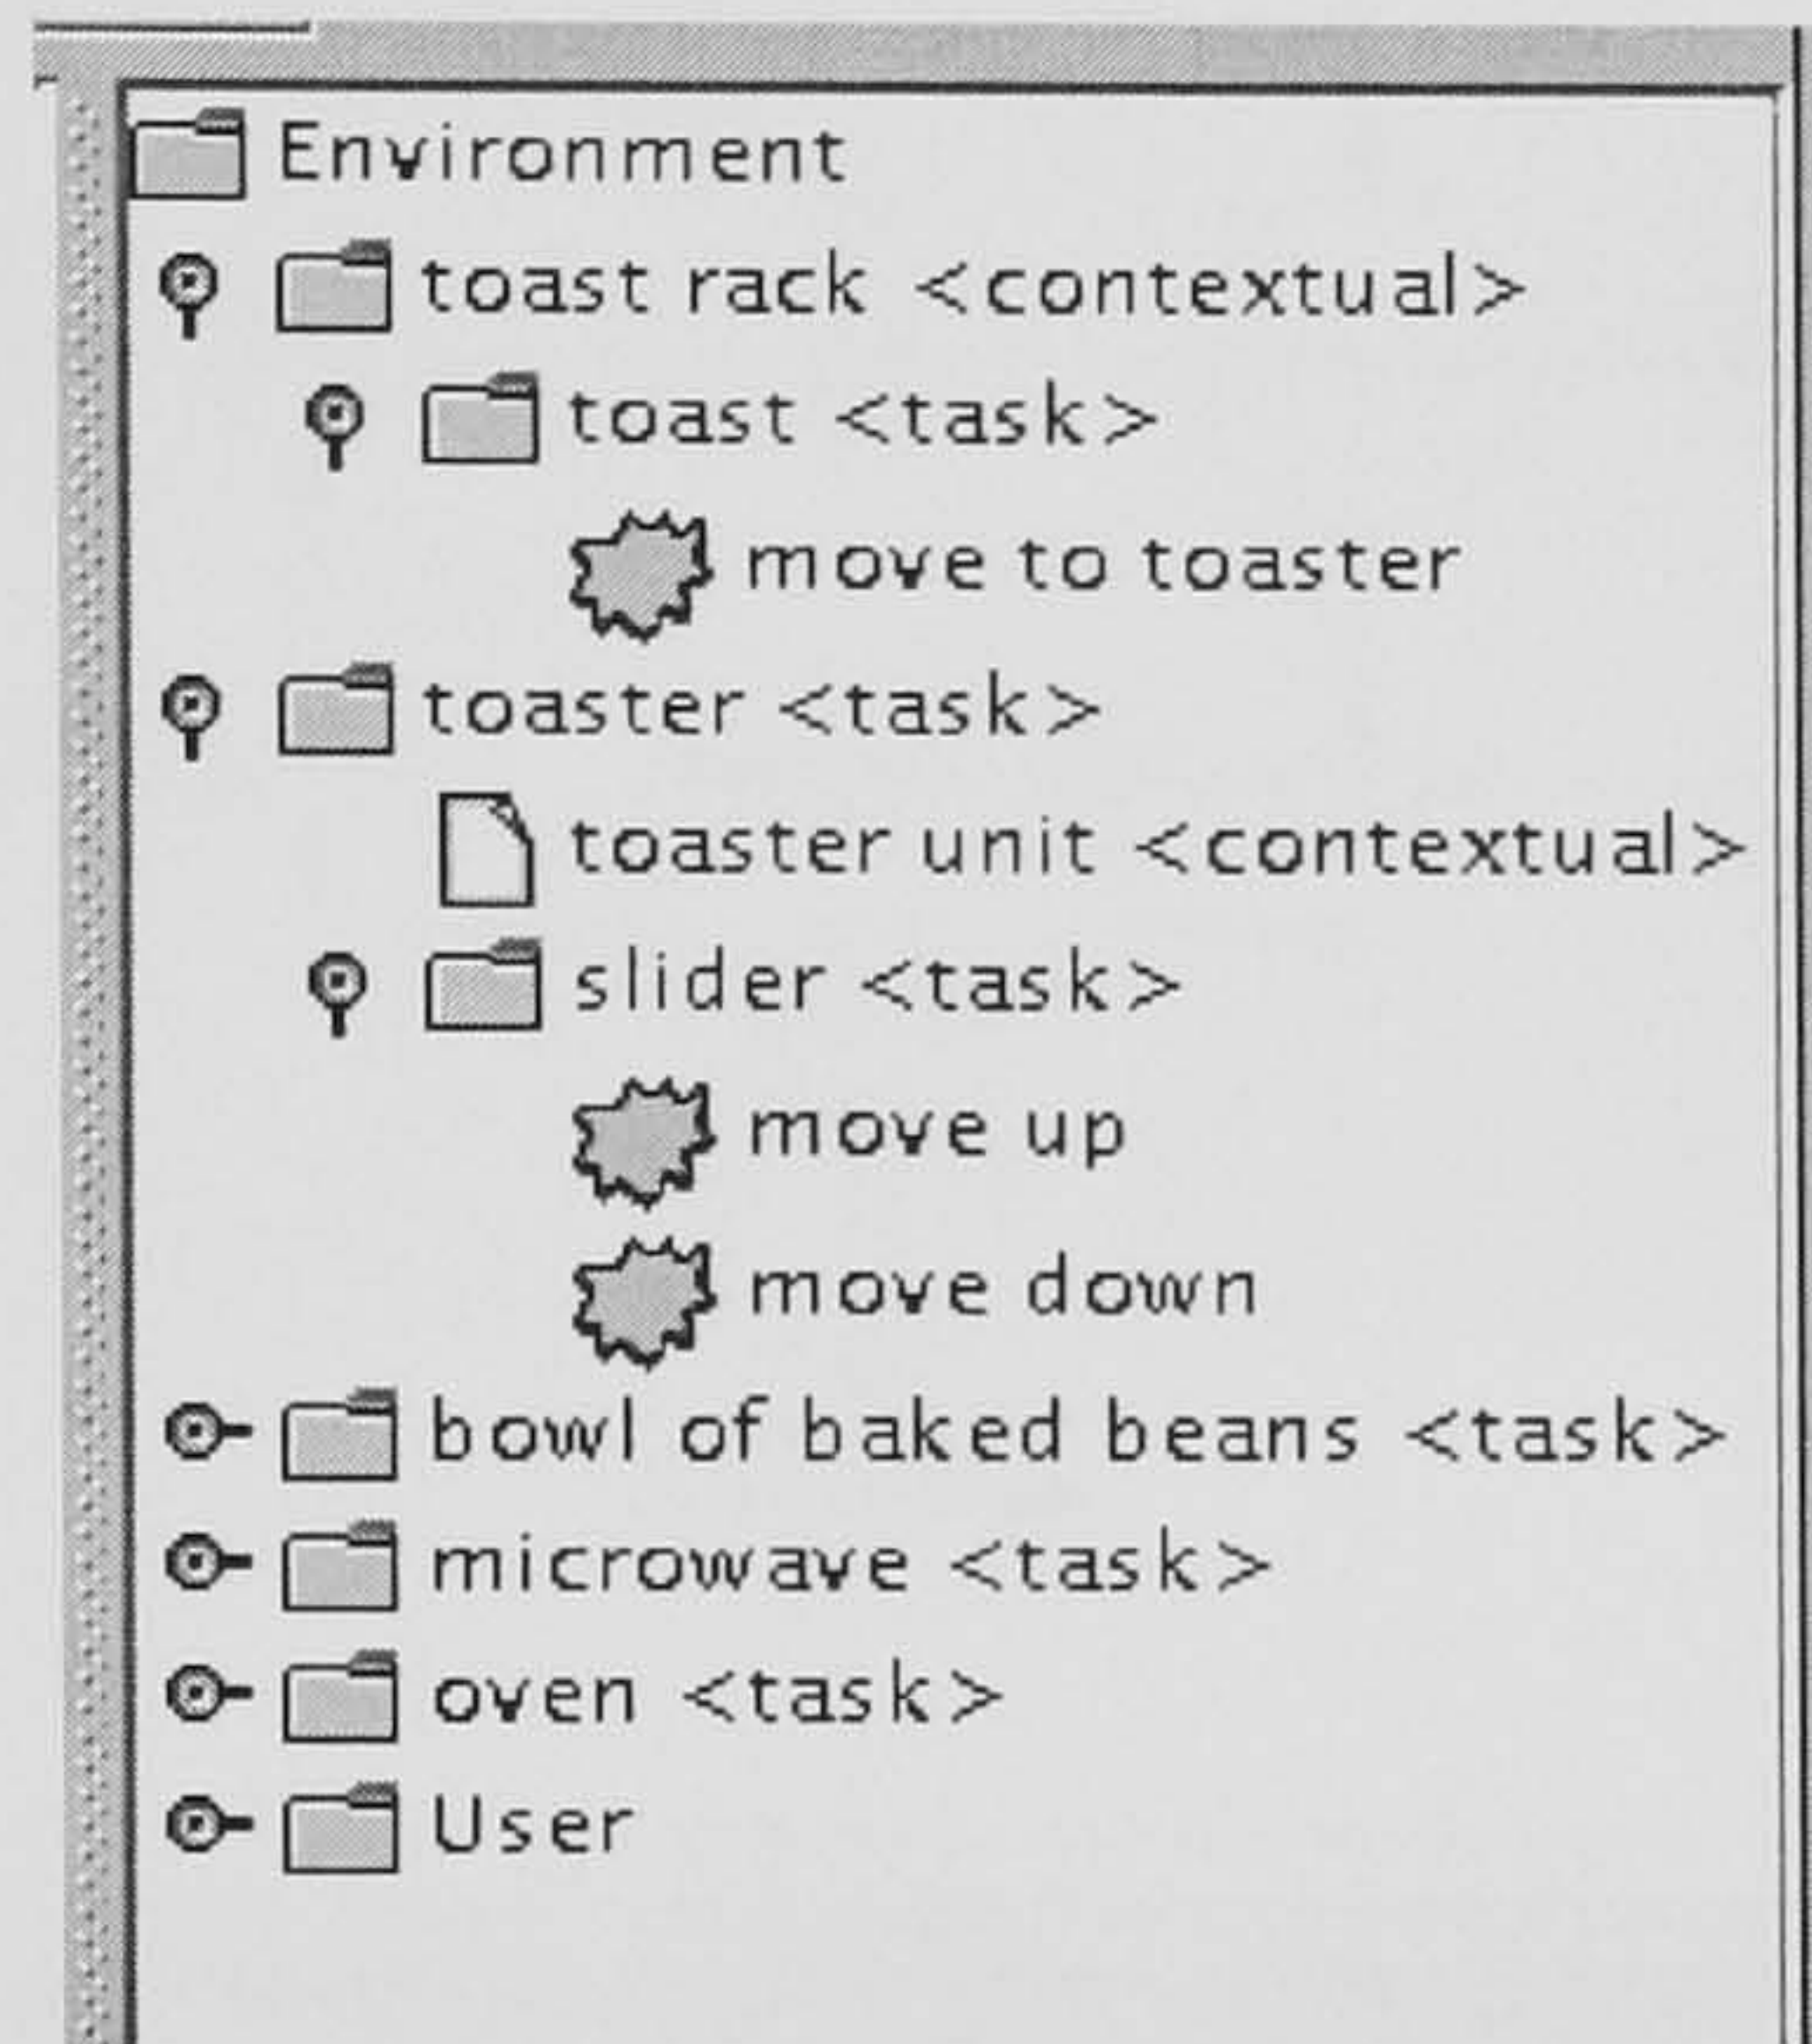 Environment
toast rack <contextual>
toast <task>
move to toaster
toaster <task>
toaster unit <contextual>
slider <task>
move up
move down
bowl of baked beans <task>
microwave <task>
oven <task>
User